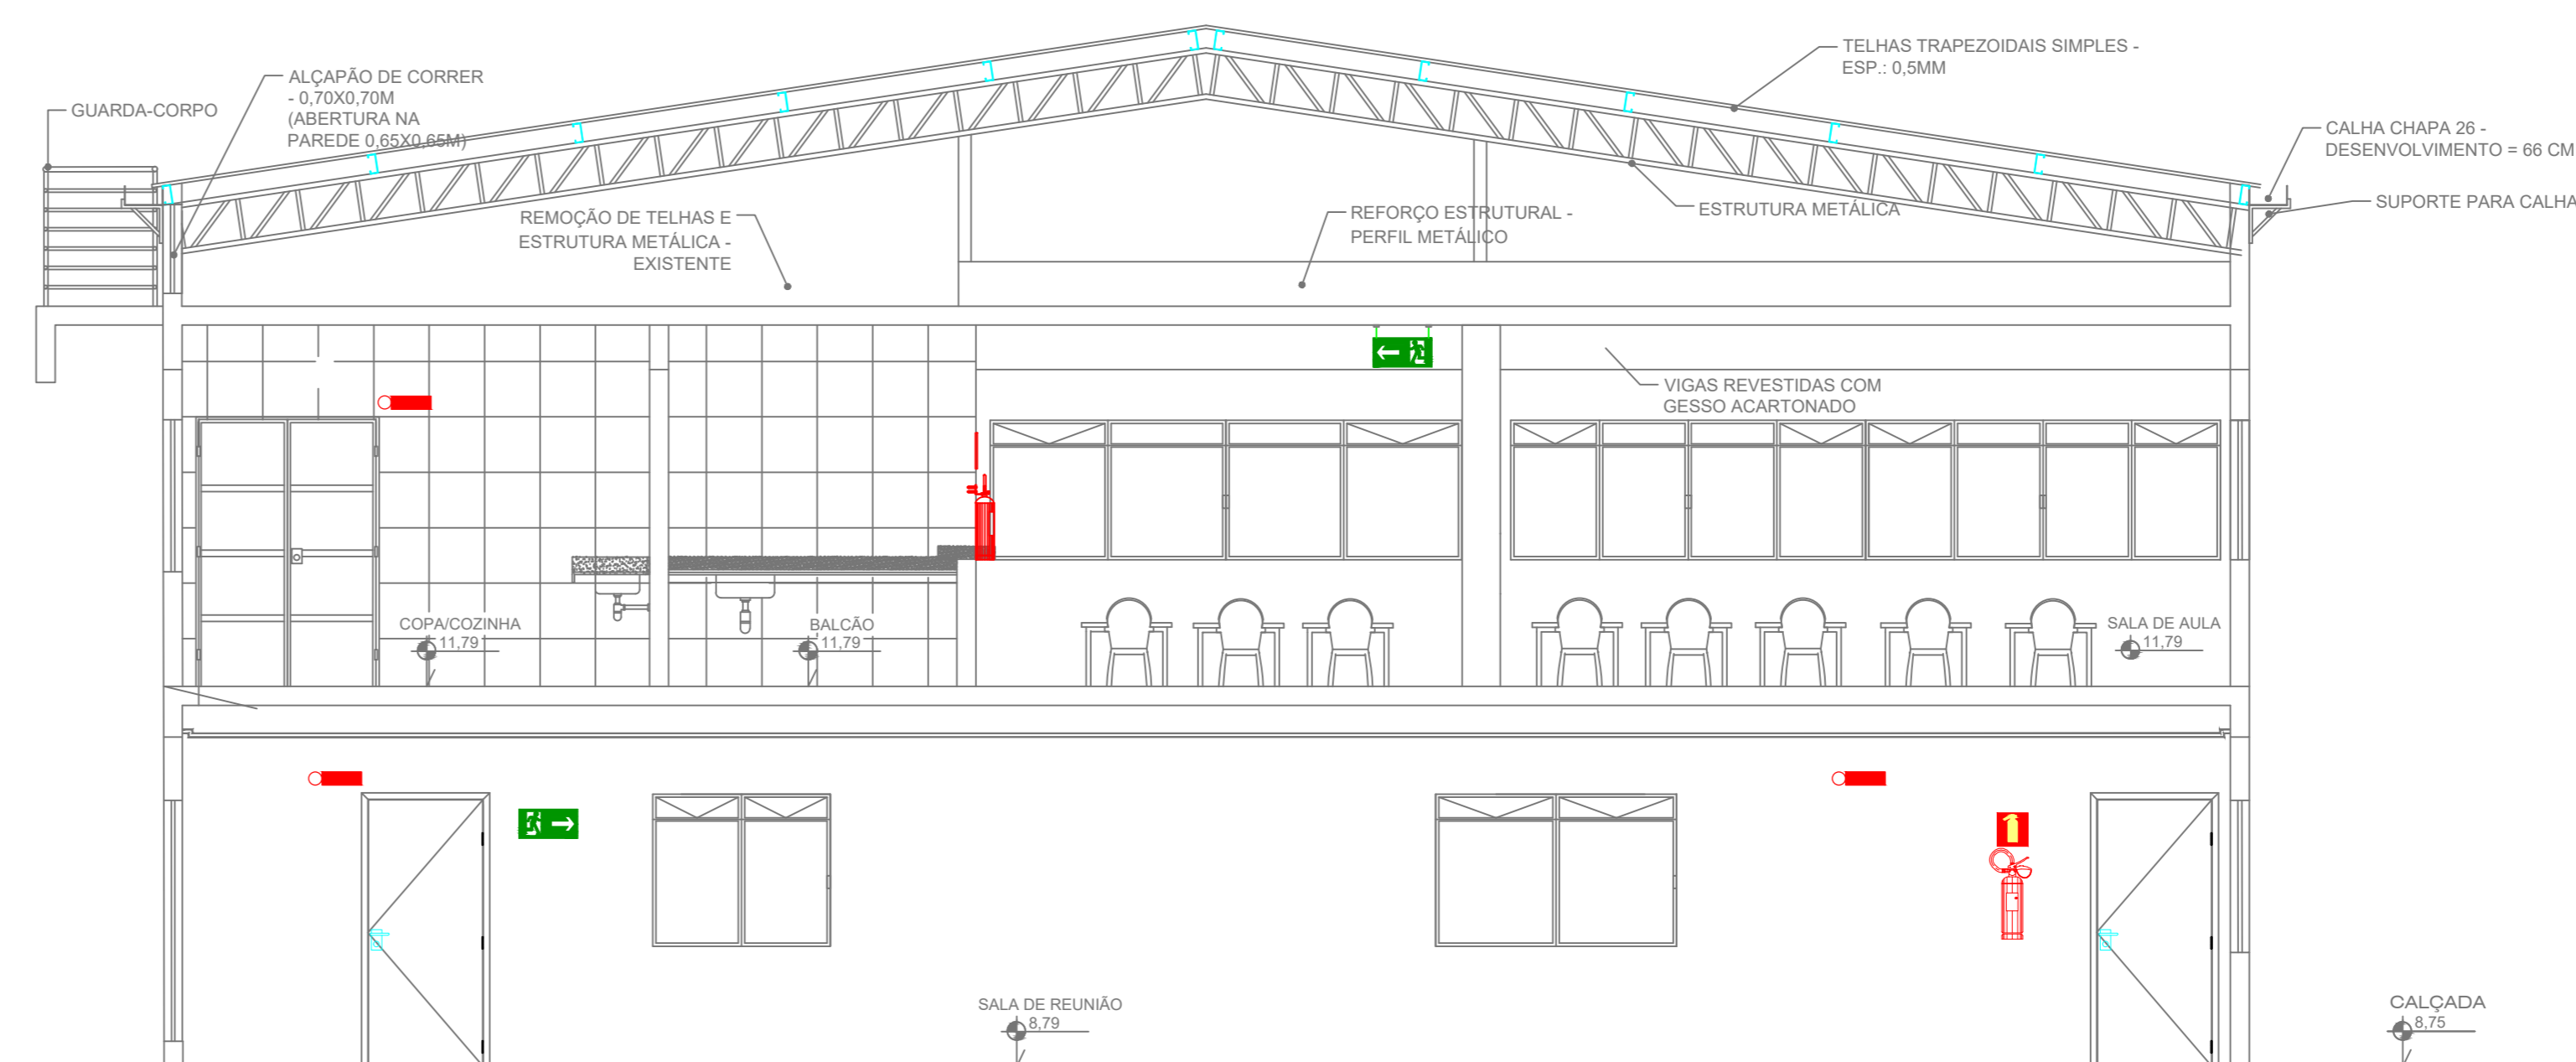 ALÇAPÃO DE CORRER
- 0,70X0,70M
(ABERTURA NA
PAREDE 0,65X0,65M)
GUARDA-CORPO
TELHAS TRAPEZOIDAIS SIMPLES -
ESP.: 0,5MM
CALHA CHAPA 26 -
DESENVOLVIMENTO = 66 CM
SUPORTE PARA CALHA
REMOÇÃO DE TELHAS E
ESTRUTURA METÁLICA -
EXISTENTE
REFORÇO ESTRUTURAL -
PERFIL METÁLICO
ESTRUTURA METÁLICA
VIGAS REVESTIDAS COM
GESSO ACARTONADO
COPA/COZINHA
11,79
BALCÃO
11,79
SALA DE AULA
11,79
SALA DE REUNIÃO
8,79
CALÇADA
8,75